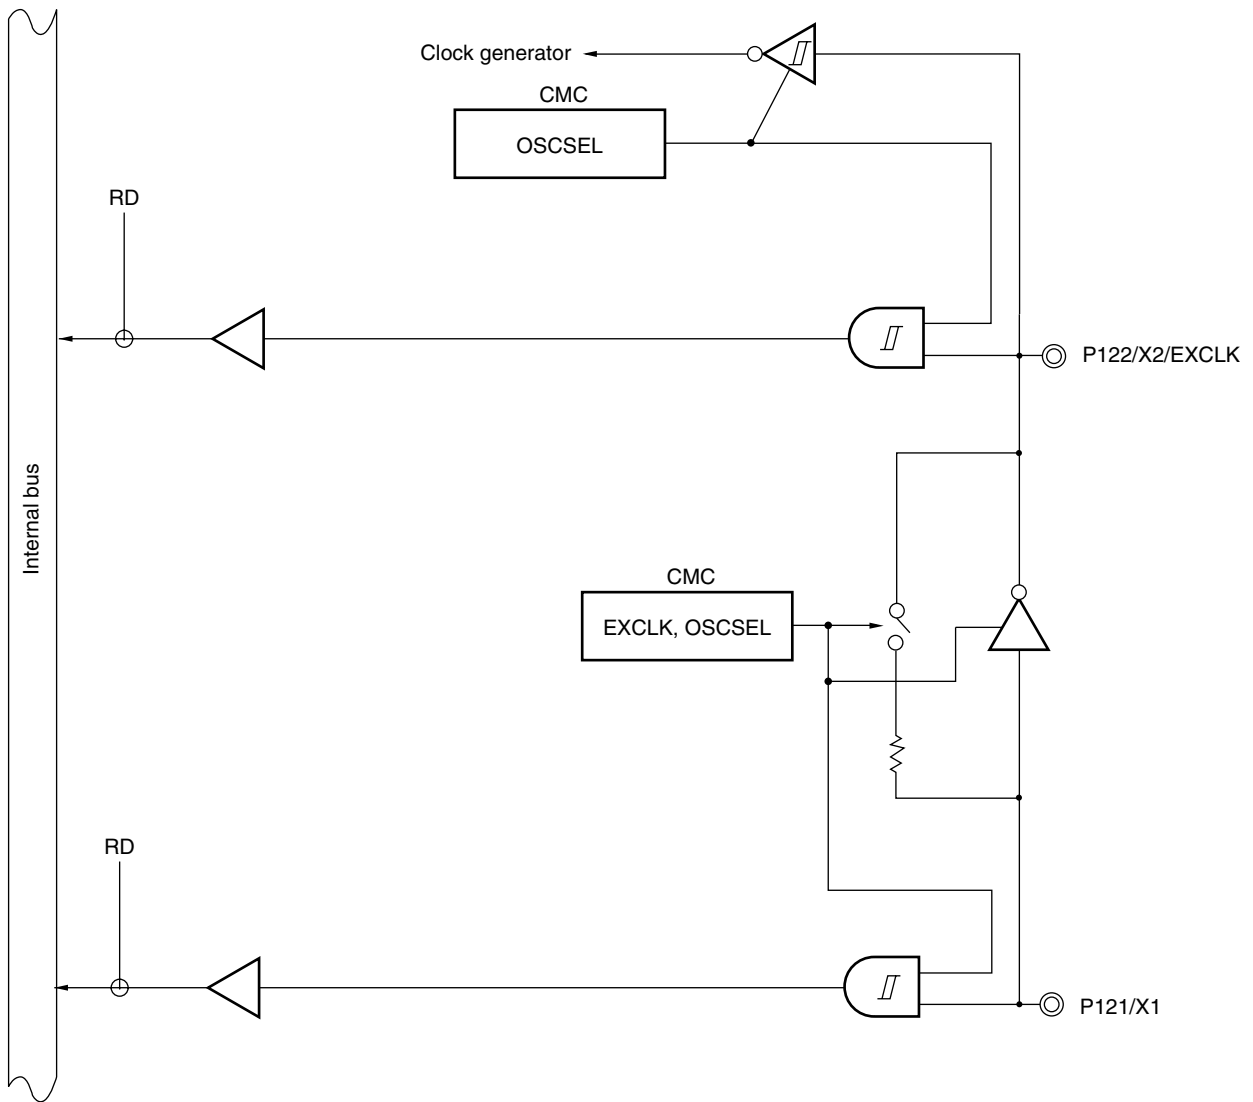 Clock generator
CMC
OSCSEL
RD
P122/X2/EXCLK
Internal bus
CMC
EXCLK, OSCSEL
RD
P121/X1